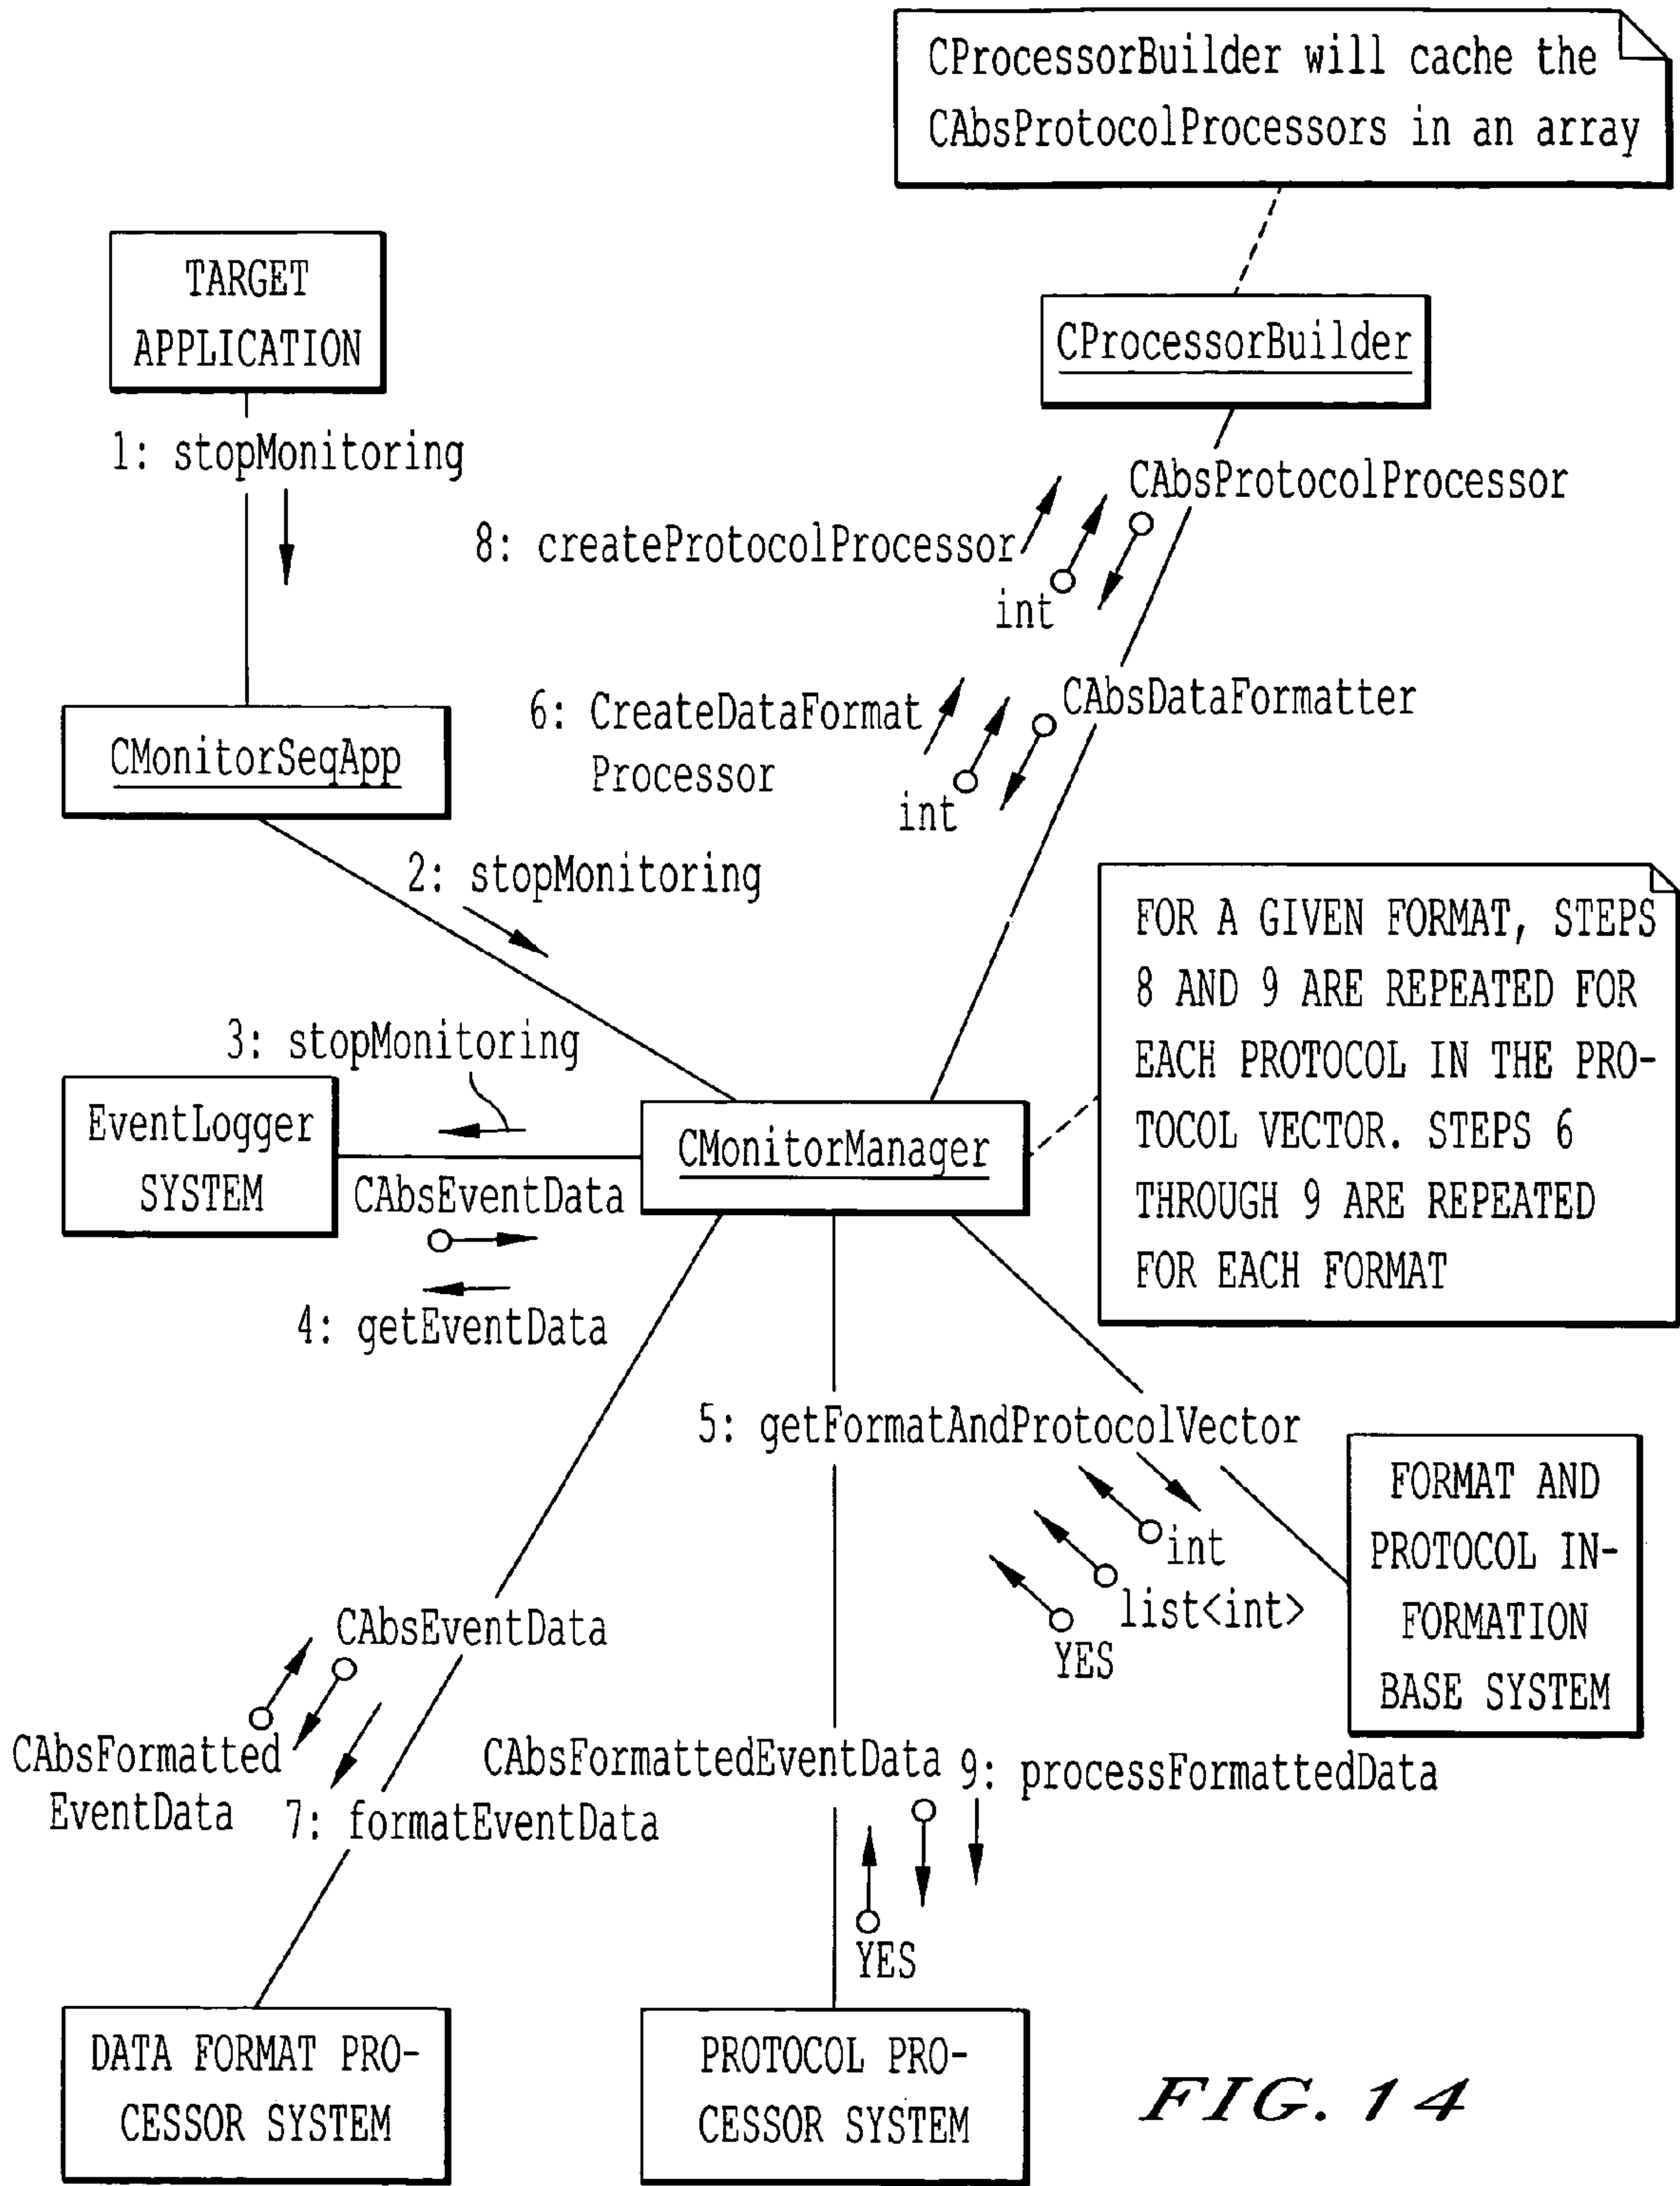 CProcessorBuilder will cache the
CAbsProtocolProcessors in an array
TARGET
APPLICATION
CProcessorBuilder
1: stopMonitoring
CAbsProtocolProcessor
8: createProtocolProcessor
int
CAbsDataFormatter
6: CreateDataFormat
Processor
int
CMonitorSeqApp
2: stopMonitoring
FOR A GIVEN FORMAT, STEPS
8 AND 9 ARE REPEATED FOR
EACH PROTOCOL IN THE PRO-
TOCOL VECTOR. STEPS 6
THROUGH 9 ARE REPEATED
FOR EACH FORMAT
3: stopMonitoring
EventLogger
SYSTEM
CMonitorManager
CAbsEventData
4: getEventData
5: getFormatAndProtocolVector
int
list<int>
YES
FORMAT AND
PROTOCOL IN-
FORMATION
BASE SYSTEM
CAbsEventData
CAbsFormatted
EventData
7: formatEventData
CAbsFormattedEventData
9: processFormattedData
YES
DATA FORMAT PRO-
CESSOR SYSTEM
PROTOCOL PRO-
CESSOR SYSTEM
FIG. 14